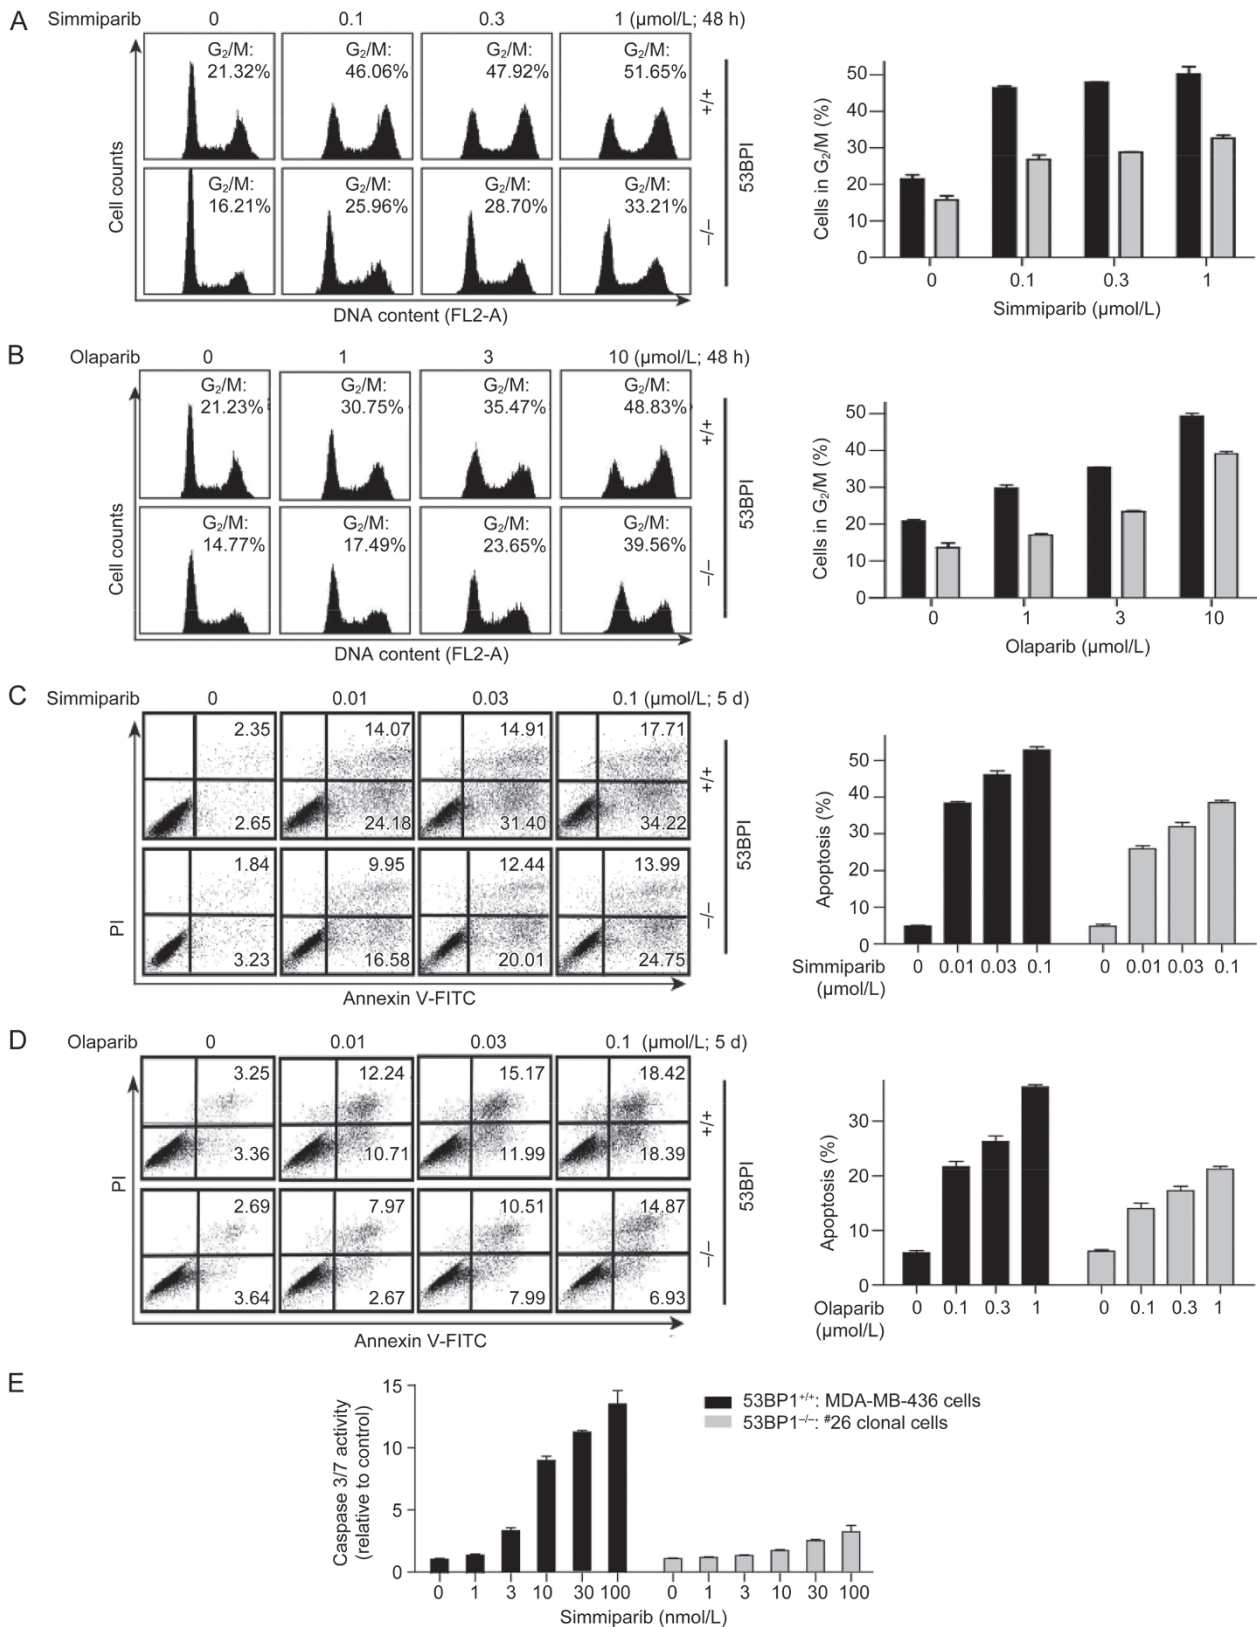 A
Simmiparib 0 0.1 0.3 1 (µmol/L; 48 h)
G₂/M: G₂/M: G₂/M: G₂/M:
21.32% 46.06% 47.92% 51.65%
+/+
G₂/M: G₂/M: G₂/M: G₂/M:
16.21% 25.96% 28.70% 33.21%
–/–
53BPI
Cell counts
DNA content (FL2-A)
Cells in G₂/M (%)
50
40
30
20
10
0
0 0.1 0.3 1
Simmiparib (µmol/L)
B
Olaparib 0 1 3 10 (µmol/L; 48 h)
G₂/M: G₂/M: G₂/M: G₂/M:
21.23% 30.75% 35.47% 48.83%
+/+
G₂/M: G₂/M: G₂/M: G₂/M:
14.77% 17.49% 23.65% 39.56%
–/–
53BPI
Cell counts
DNA content (FL2-A)
Cells in G₂/M (%)
50
40
30
20
10
0
0 1 3 10
Olaparib (µmol/L)
C
Simmiparib 0 0.01 0.03 0.1 (µmol/L; 5 d)
2.35 14.07 14.91 17.71
2.65 24.18 31.40 34.22
+/+
1.84 9.95 12.44 13.99
3.23 16.58 20.01 24.75
–/–
53BPI
PI
Annexin V-FITC
Apoptosis (%)
50
40
30
20
10
0
Simmiparib 0 0.01 0.03 0.1 0 0.01 0.03 0.1
(µmol/L)
D
Olaparib 0 0.01 0.03 0.1 (µmol/L; 5 d)
3.25 12.24 15.17 18.42
3.36 10.71 11.99 18.39
+/+
2.69 7.97 10.51 14.87
3.64 2.67 7.99 6.93
–/–
53BPI
PI
Annexin V-FITC
Apoptosis (%)
30
20
10
0
Olaparib 0 0.1 0.3 1 0 0.1 0.3 1
(µmol/L)
E
Caspase 3/7 activity
(relative to control)
15
10
5
0
0 1 3 10 30 100 0 1 3 10 30 100
Simmiparib (nmol/L)
53BP1⁺/⁺: MDA-MB-436 cells
53BP1⁻/⁻: #26 clonal cells